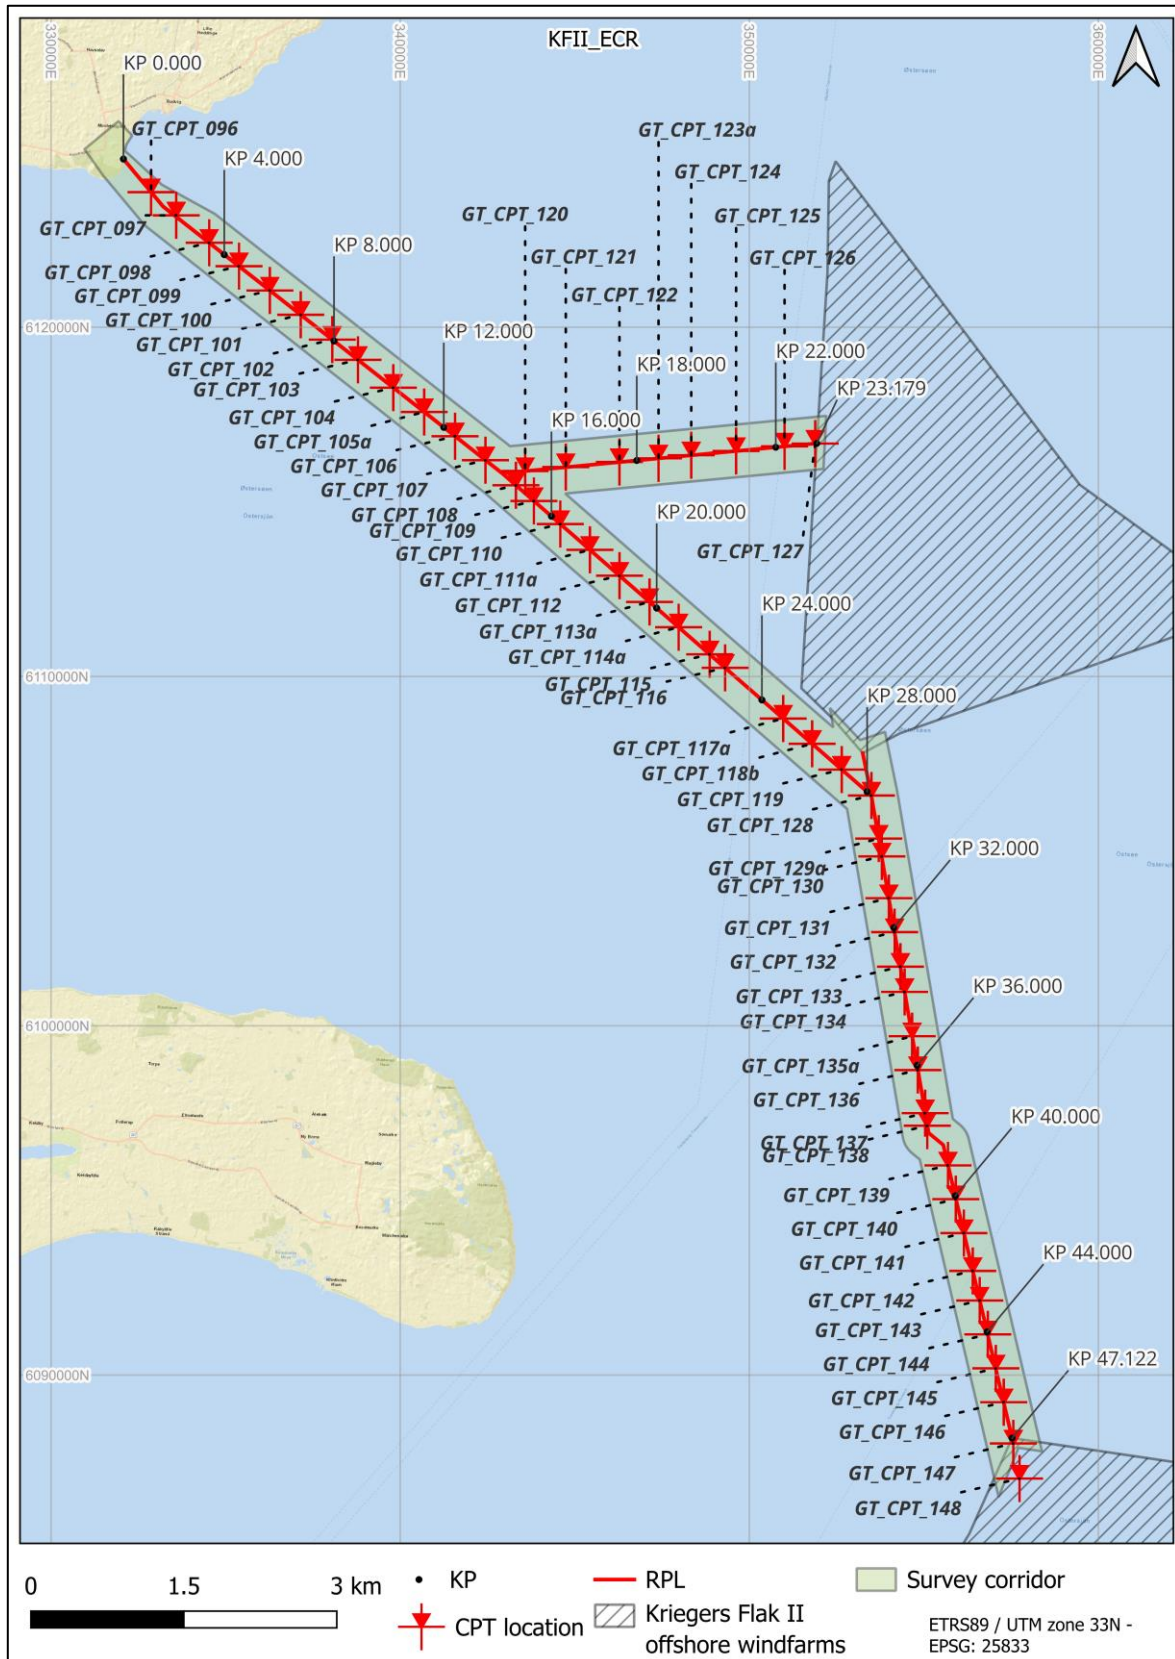 KFII_ECR
330000E
340000E
350000E
360000E
KP 0.000
GT_CPT_096
GT_CPT_123a
KP 4.000
GT_CPT_124
GT_CPT_097
GT_CPT_120
GT_CPT_125
KP 8.000
GT_CPT_121
GT_CPT_126
GT_CPT_098
GT_CPT_099
GT_CPT_122
GT_CPT_100
6120000N
KP 12.000
GT_CPT_101
KP 18.000
KP 22.000
GT_CPT_102
GT_CPT_103
KP 23.179
GT_CPT_104
KP 16.000
GT_CPT_105a
GT_CPT_106
GT_CPT_107
GT_CPT_108
GT_CPT_109
KP 20.000
GT_CPT_110
GT_CPT_127
GT_CPT_111a
GT_CPT_112
KP 24.000
GT_CPT_113a
GT_CPT_114a
6110000N
GT_CPT_115
GT_CPT_116
KP 28.000
GT_CPT_117a
GT_CPT_118b
GT_CPT_119
GT_CPT_128
KP 32.000
GT_CPT_129a
GT_CPT_130
GT_CPT_131
GT_CPT_132
KP 36.000
GT_CPT_133
6100000N
GT_CPT_134
GT_CPT_135a
GT_CPT_136
KP 40.000
GT_CPT_137
GT_CPT_138
GT_CPT_139
GT_CPT_140
KP 44.000
GT_CPT_141
GT_CPT_142
GT_CPT_143
KP 47.122
GT_CPT_144
6090000N
GT_CPT_145
GT_CPT_146
GT_CPT_147
GT_CPT_148
0 1.5 3 km
KP
RPL
Survey corridor
CPT location
Kriegers Flak II
offshore windfarms
ETRS89 / UTM zone 33N -
EPSG: 25833